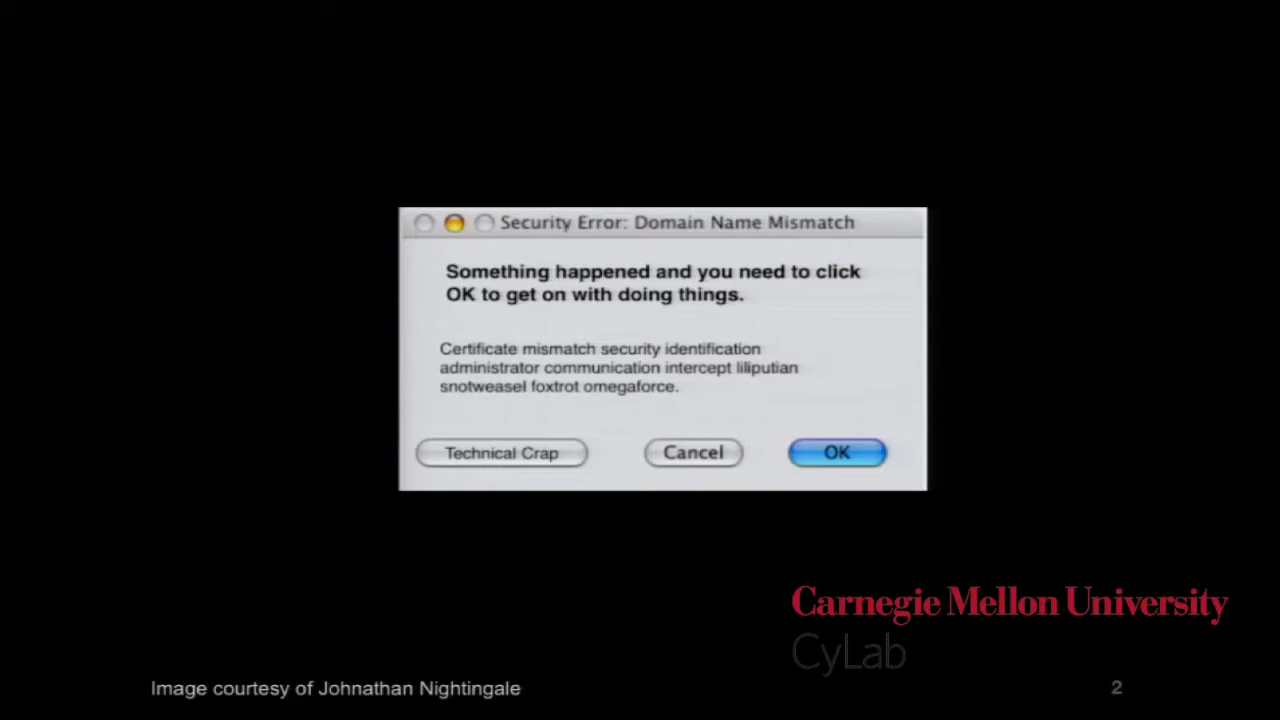 Security Error: Domain Name Mismatch
Something happened and you need to click
OK to get on with doing things.
Certificate mismatch security identification
administrator communication intercept liliputian
snotweasel foxtrot omegaforce.
Technical Crap
Cancel
OK
Carnegie Mellon University
CyLab
Image courtesy of Johnathan Nightingale
2